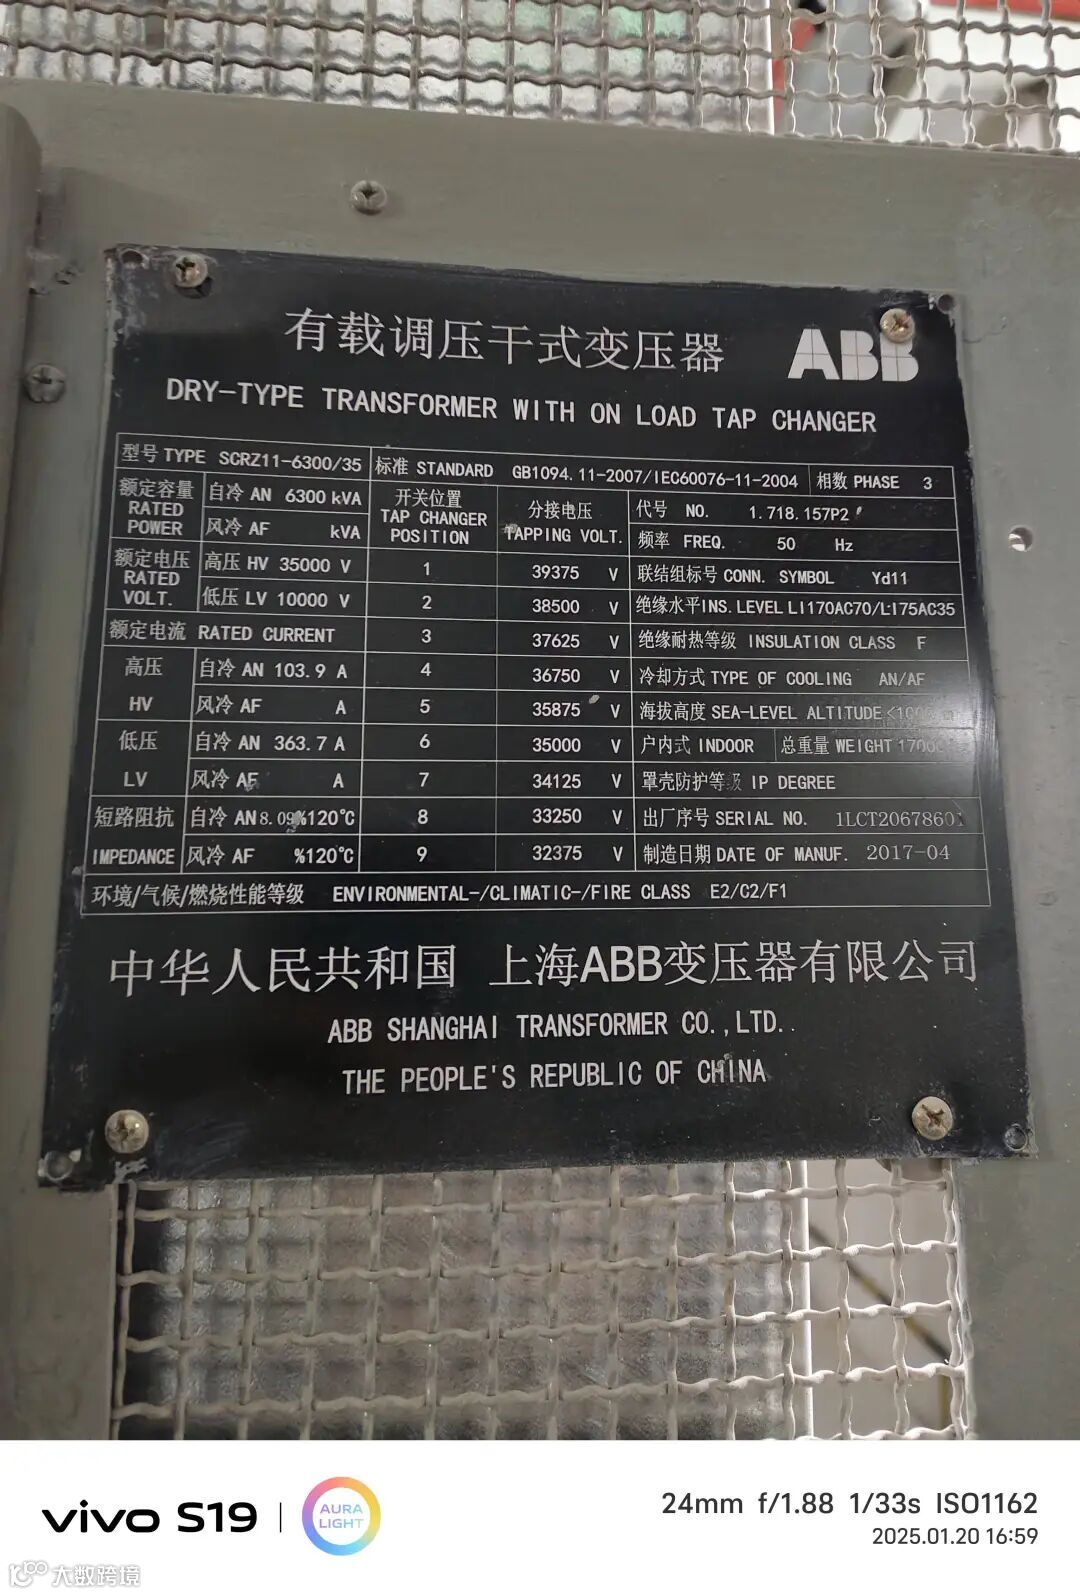 有载调压干式变压器 ABB
DRY-TYPE TRANSFORMER WITH ON LOAD TAP CHANGER
型号 TYPE SCRZ11-6300/35 标准 STANDARD GB1094.11-2007/IEC60076-11-2004 相数 PHASE 3
额定容量 RATED POWER 自冷 AN 6300 kVA
风冷 AF kVA
开关位置 TAP CHANGER POSITION
分接电压 TAPPING VOLT.
代号 NO. 1.718.157P2
频率 FREQ. 50 Hz
额定电压 RATED VOLT. 高压 HV 35000 V 1 39375 V 联结组标号 CONN. SYMBOL Yd11
低压 LV 10000 V 2 38500 V 绝缘水平 INS. LEVEL LI170AC70/LI75AC35
额定电流 RATED CURRENT 3 37625 V 绝缘耐热等级 INSULATION CLASS F
高压 HV 自冷 AN 103.9 A 4 36750 V 冷却方式 TYPE OF COOLING AN/AF
风冷 AF A 5 35875 V 海拔高度 SEA-LEVEL ALTITUDE
低压 LV 自冷 AN 363.7 A 6 35000 V 户内式 INDOOR 总重量 WEIGHT
风冷 AF A 7 34125 V 罩壳防护等级 IP DEGREE
短路阻抗 IMPEDANCE 自冷 AN 8.09%120℃ 8 33250 V 出厂序号 SERIAL NO.
风冷 AF %120℃ 9 32375 V 制造日期 DATE OF MANUF. 2017-04
环境/气候/燃烧性能等级 ENVIRONMENTAL-/CLIMATIC-/FIRE CLASS E2/C2/F1
中华人民共和国 上海ABB变压器有限公司
ABB SHANGHAI TRANSFORMER CO.,LTD.
THE PEOPLE'S REPUBLIC OF CHINA
vivo S19 AURA LIGHT
24mm f/1.88 1/33s ISO1162
2025.01.20 16:59
大数跨境